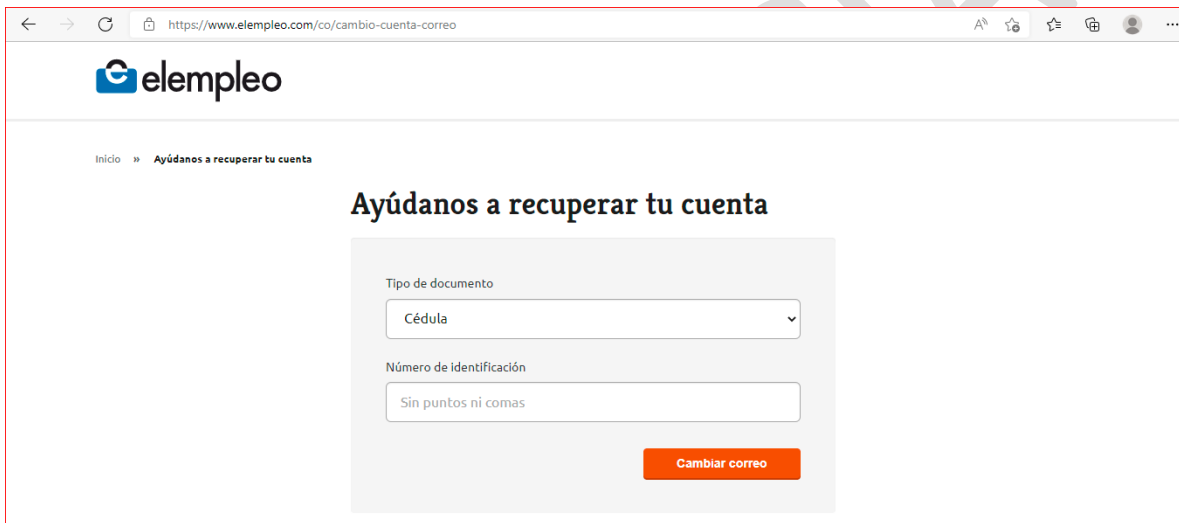 https://www.elempleo.com/co/cambio-cuenta-correo
elempleo
Inicio » Ayúdanos a recuperar tu cuenta
Ayúdanos a recuperar tu cuenta
Tipo de documento
Cédula
Número de identificación
Sin puntos ni comas
Cambiar correo